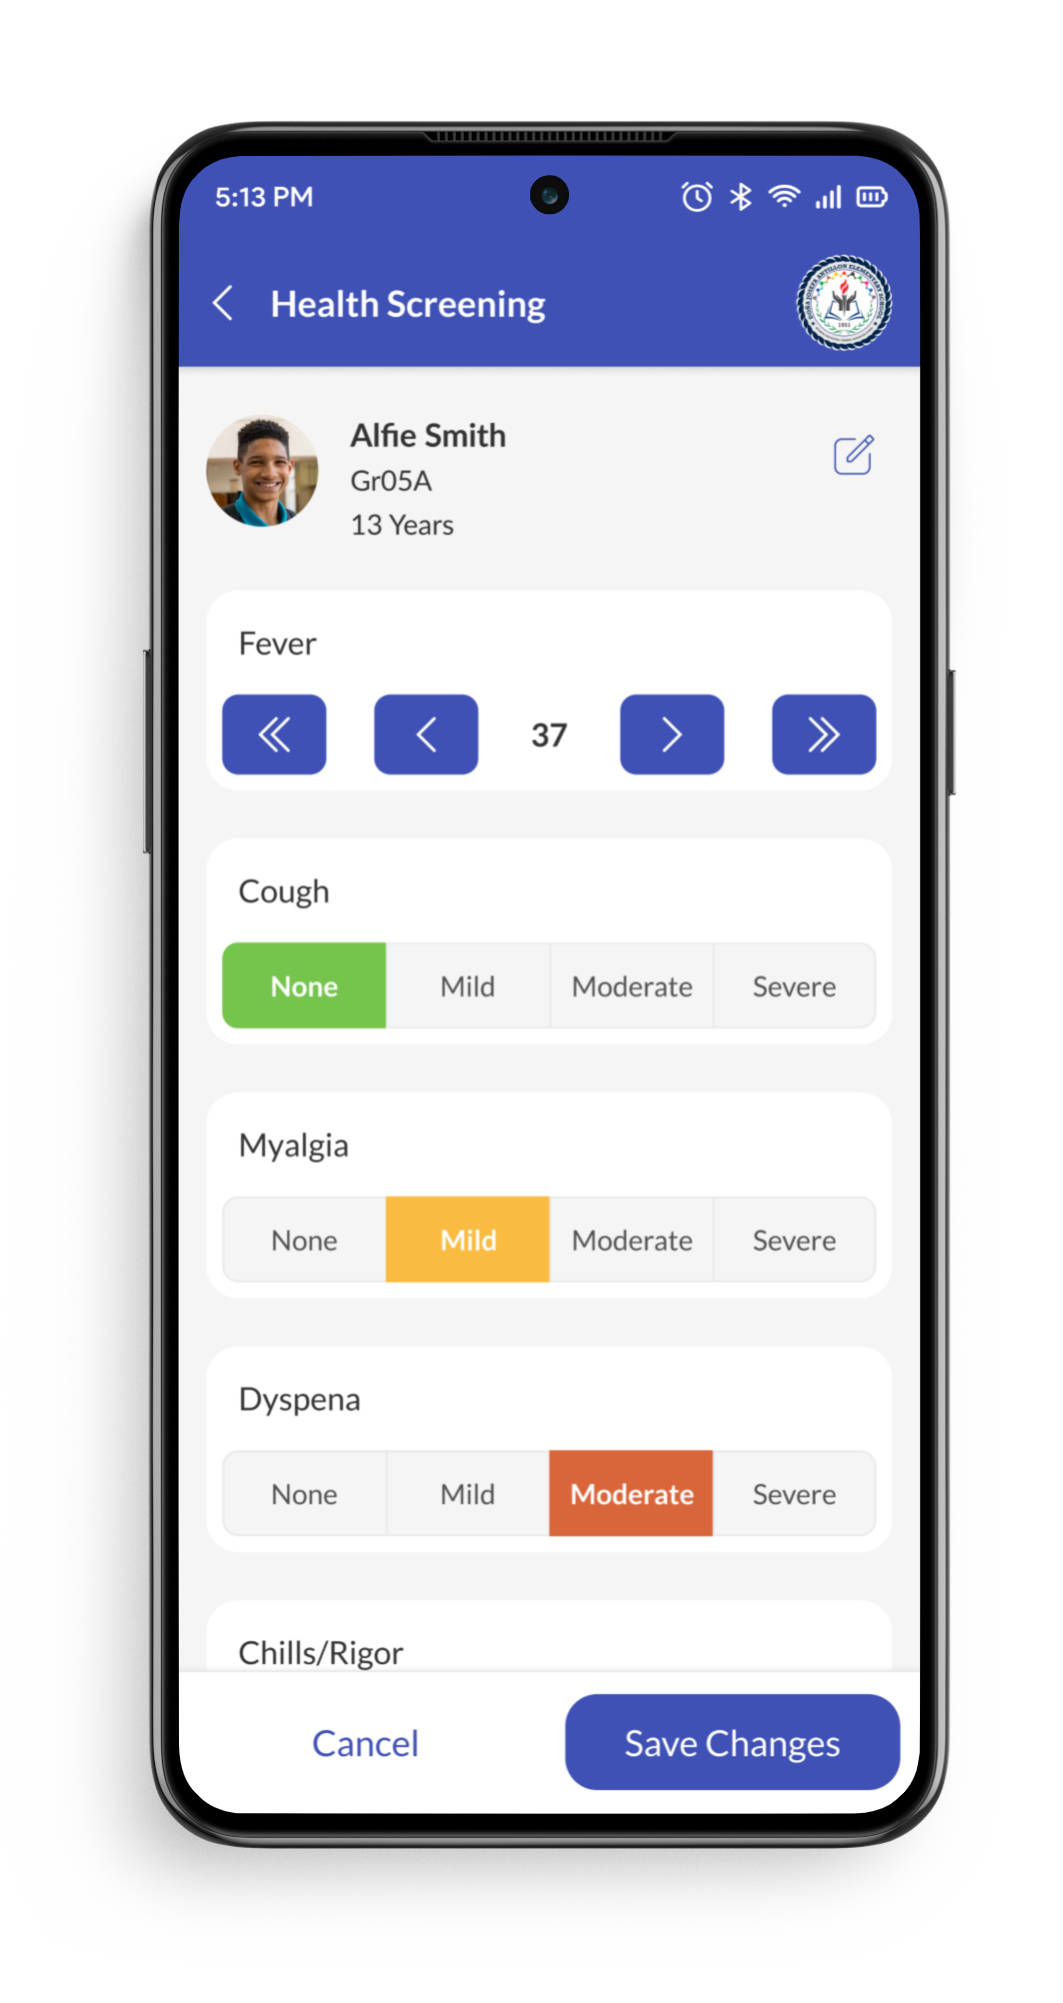 5:13 PM
Health Screening
Alfie Smith
Gr05A
13 Years
Fever
37
Cough
None Mild Moderate Severe
Myalgia
None Mild Moderate Severe
Dyspena
None Mild Moderate Severe
Chills/Rigor
Cancel Save Changes